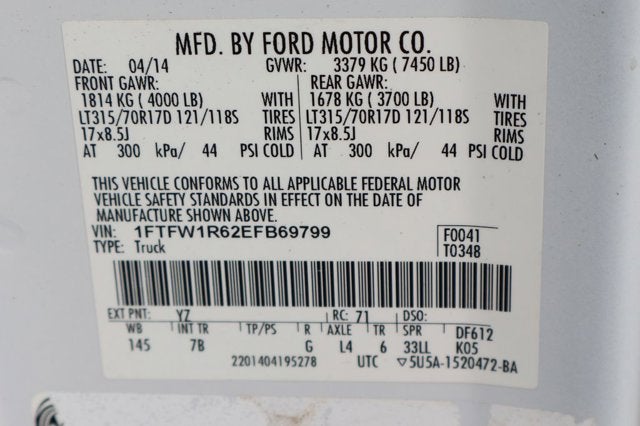 MFD. BY FORD MOTOR CO.
DATE: 04/14 GVWR: 3379 KG ( 7450 LB)
FRONT GAWR: REAR GAWR:
1814 KG ( 4000 LB) WITH 1678 KG ( 3700 LB) WITH
LT315/70R17D 121/118S TIRES LT315/70R17D 121/118S TIRES
17x8.5J RIMS 17x8.5J RIMS
AT 300 kPa/ 44 PSI COLD AT 300 kPa/ 44 PSI COLD
THIS VEHICLE CONFORMS TO ALL APPLICABLE FEDERAL MOTOR
VEHICLE SAFETY STANDARDS IN EFFECT ON THE DATE OF
MANUFACTURE SHOWN ABOVE.
VIN: 1FTFW1R62EFB69799 F0041
TYPE: Truck T0348
EXT PNT: YZ RC: 71 DSO:
WB INT TR TP/PS R AXLE TR SPR DF612
145 7B G L4 6 33LL K05
2201404195278 UTC ▽5U5A-1520472-BA